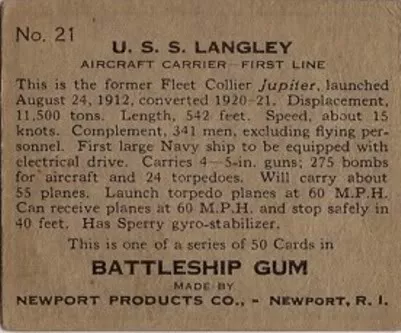 No. 21
U. S. S. LANGLEY
AIRCRAFT CARRIER—FIRST LINE
This is the former Fleet Collier Jupiter, launched
August 24, 1912, converted 1920-21. Displacement,
11,500 tons. Length, 542 feet. Speed, about 15
knots. Complement, 341 men, excluding flying per-
sonnel. First large Navy ship to be equipped with
electrical drive. Carries 4—5-in. guns; 275 bombs
for aircraft and 24 torpedoes. Will carry about
55 planes. Launch torpedo planes at 60 M.P.H.
Can receive planes at 60 M.P.H. and stop safely in
40 feet. Has Sperry gyro-stabilizer.
This is one of a series of 50 Cards in
BATTLESHIP GUM
MADE BY
NEWPORT PRODUCTS CO., - NEWPORT, R. I.